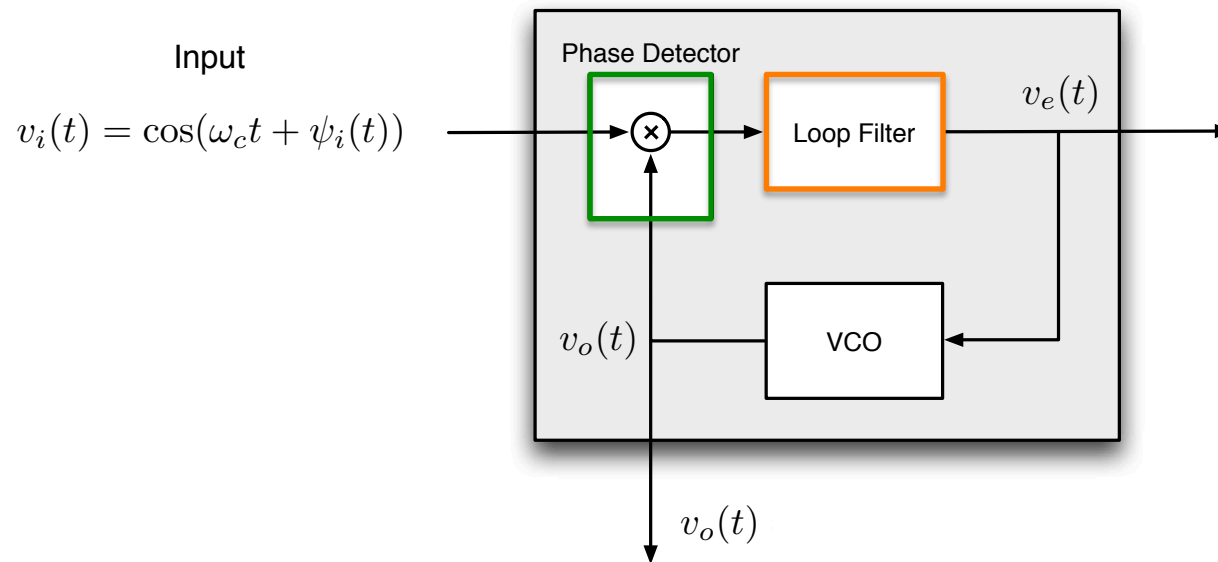 Input
Phase Detector
v_i(t) = cos(ω_c t + ψ_i(t))
×
Loop Filter
v_e(t)
v_o(t)
VCO
v_o(t)